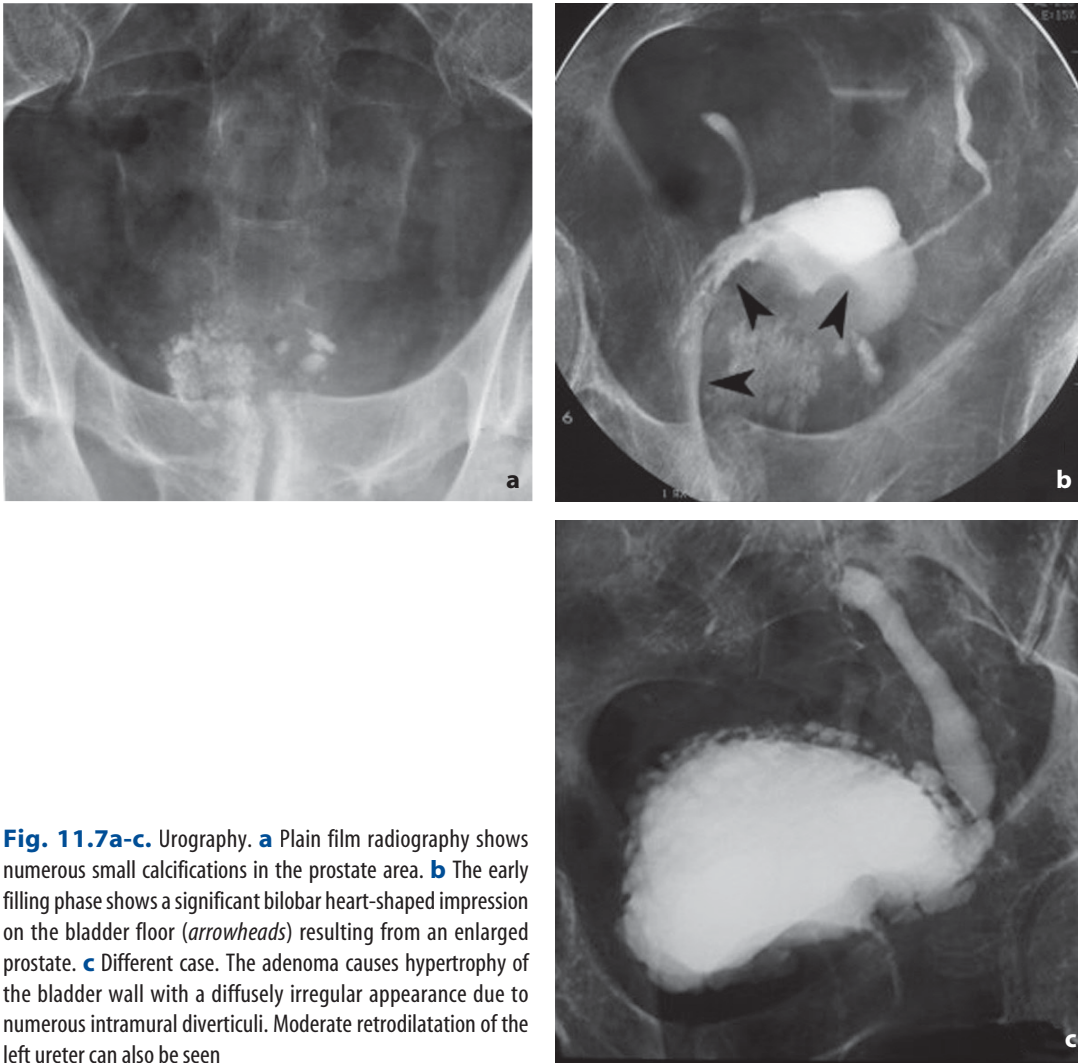 E:15%
a
6
b
Fig. 11.7a-c. Urography. a Plain film radiography shows
numerous small calcifications in the prostate area. b The early
filling phase shows a significant bilobar heart-shaped impression
on the bladder floor (arrowheads) resulting from an enlarged
prostate. c Different case. The adenoma causes hypertrophy of
the bladder wall with a diffusely irregular appearance due to
numerous intramural diverticuli. Moderate retrodilatation of the
left ureter can also be seen
c